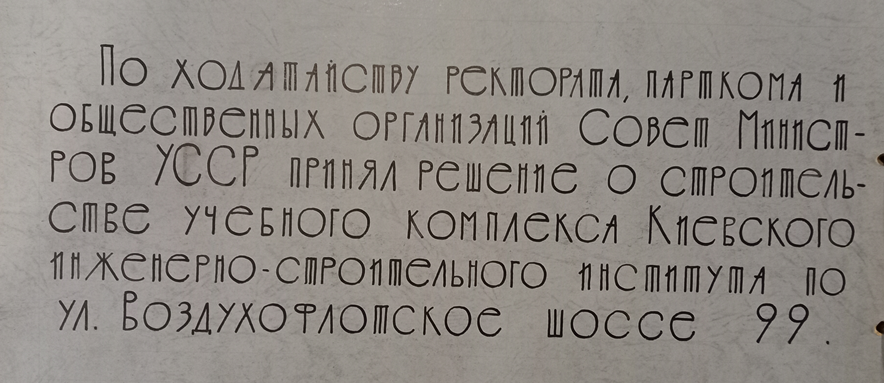 По ходатайству ректората, парткома и
общественных организаций Совет Минист-
ров УССР принял решение о строитель-
стве учебного комплекса Киевского
инженерно-строительного института по
ул. Воздухофлотское шоссе 99.